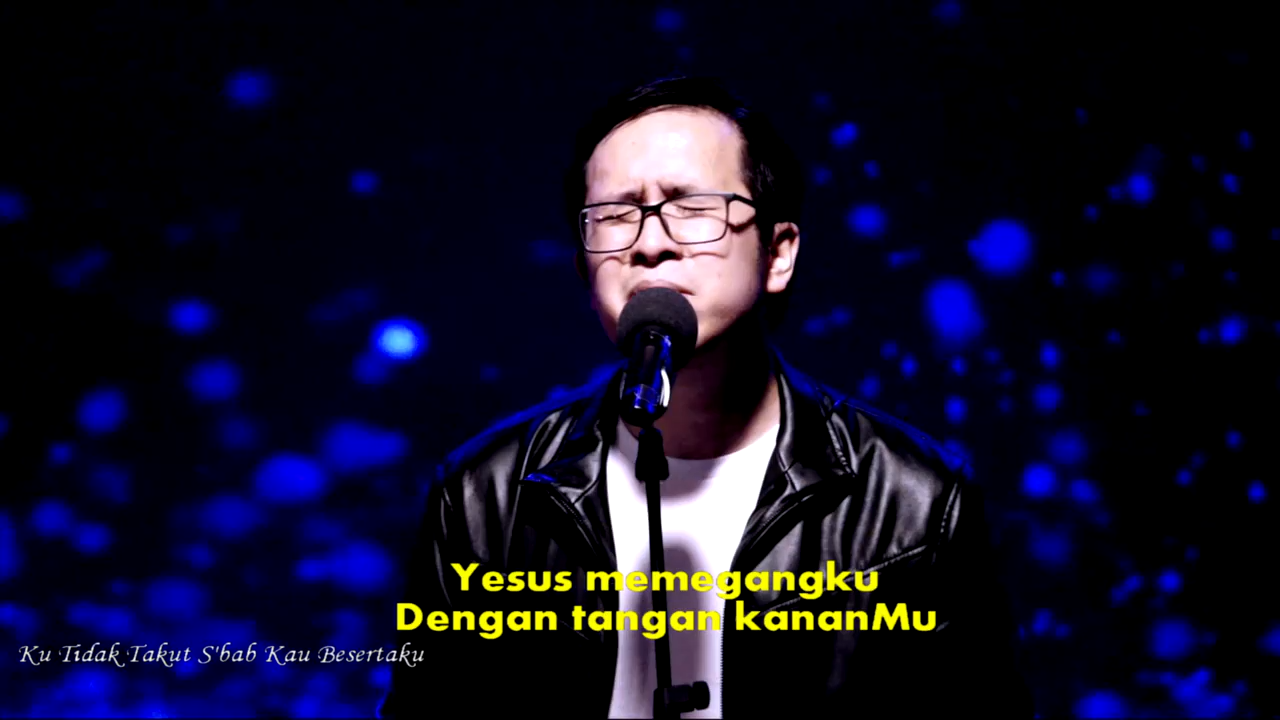 Yesus memegangku
Dengan tangan kananMu
Ku Tidak Takut S'bab Kau Besertaku